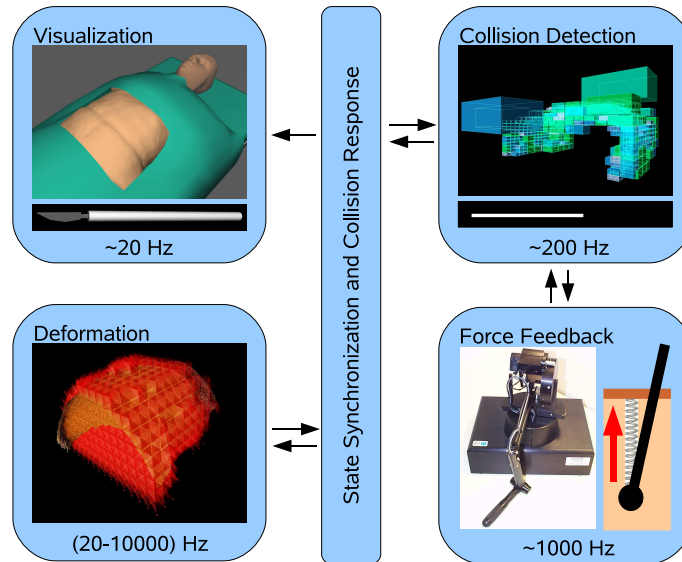 Visualization
~20 Hz
Deformation
(20-10000) Hz
State Synchronization and Collision Response
Collision Detection
~200 Hz
Force Feedback
~1000 Hz